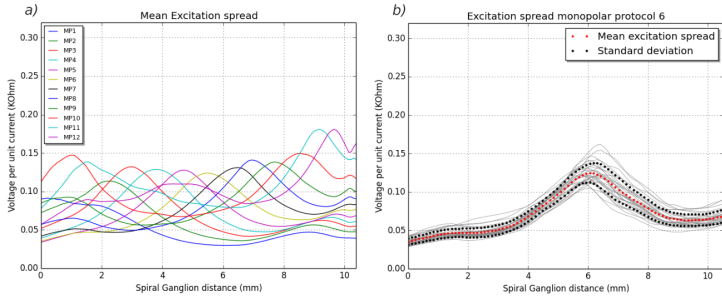 a)
Mean Excitation spread
0.30
0.25
0.20
0.15
0.10
0.05
0.00
Voltage per unit current (KOhm)
MP1
MP2
MP3
MP4
MP5
MP6
MP7
MP8
MP9
MP10
MP11
MP12
0 2 4 6 8 10
Spiral Ganglion distance (mm)
b)
Excitation spread monopolar protocol 6
0.30
0.25
0.20
0.15
0.10
0.05
0.00
Voltage per unit current (KOhm)
Mean excitation spread
Standard deviation
0 2 4 6 8 10
Spiral Ganglion distance (mm)